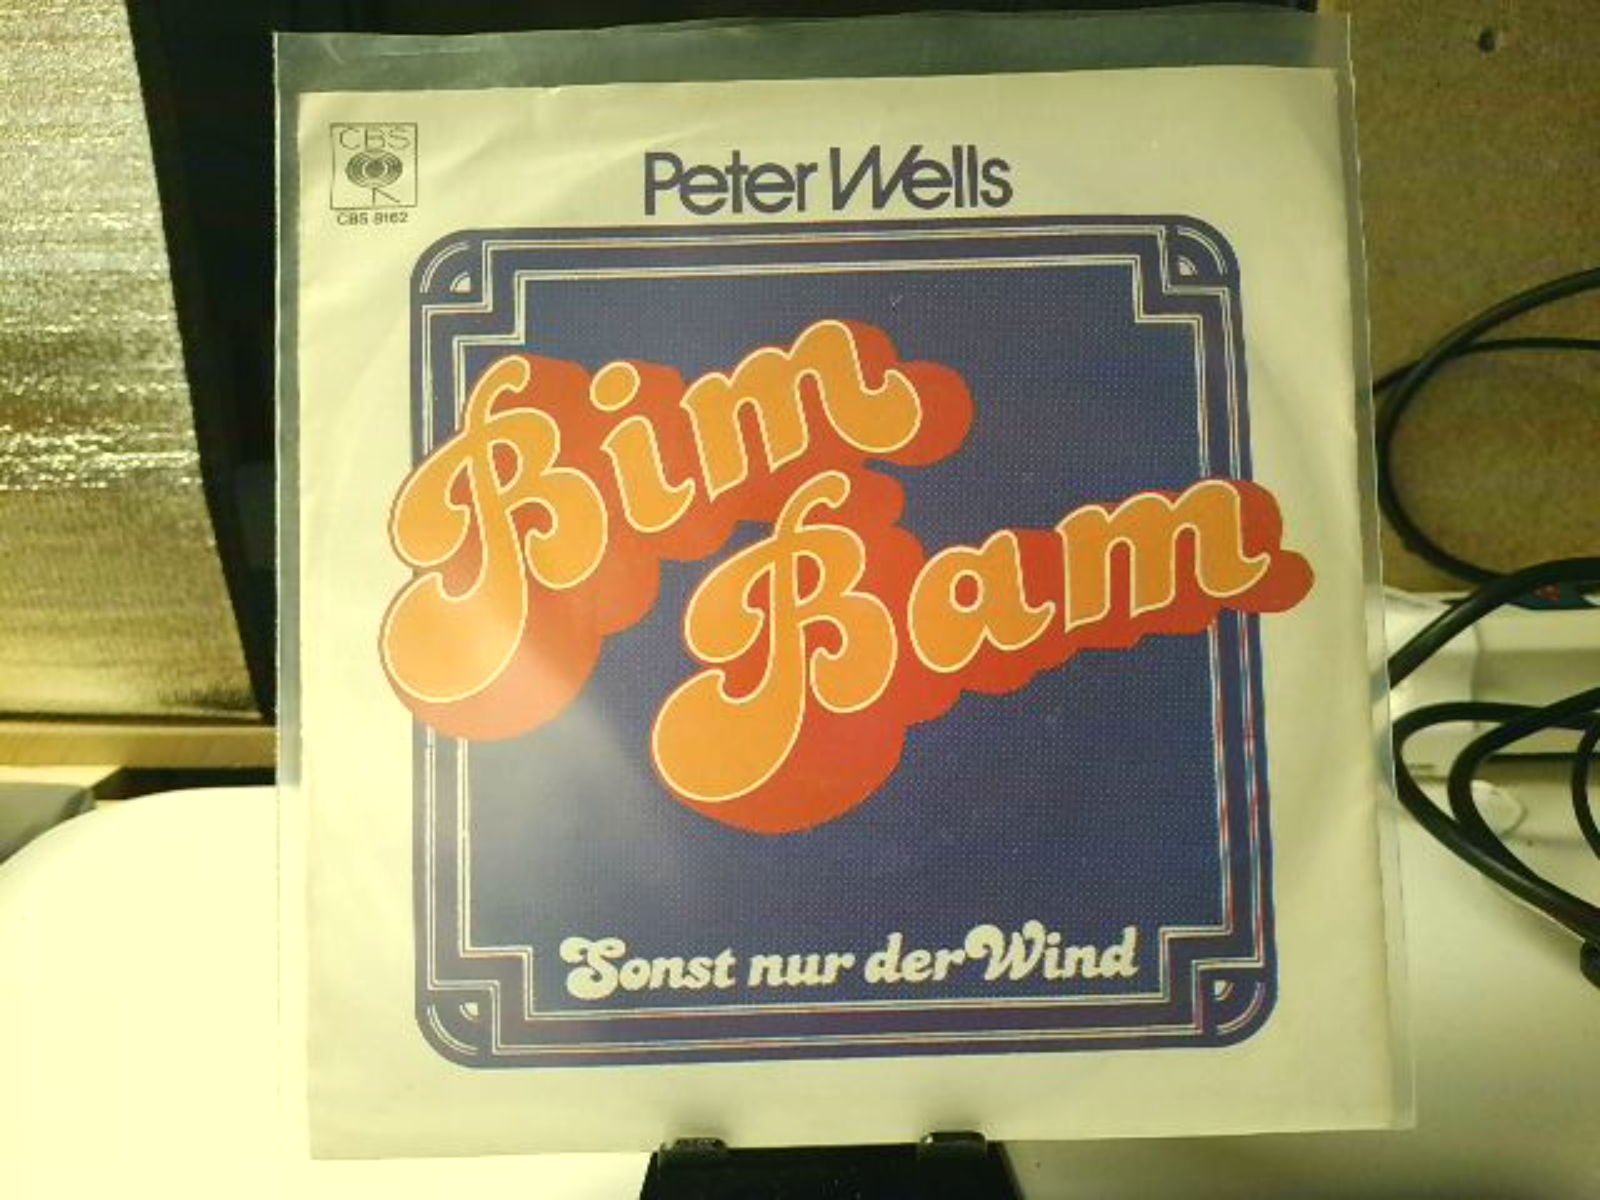 CBS
CBS 8162
Peter Wells
Bim
Bam
Sonst nur der Wind